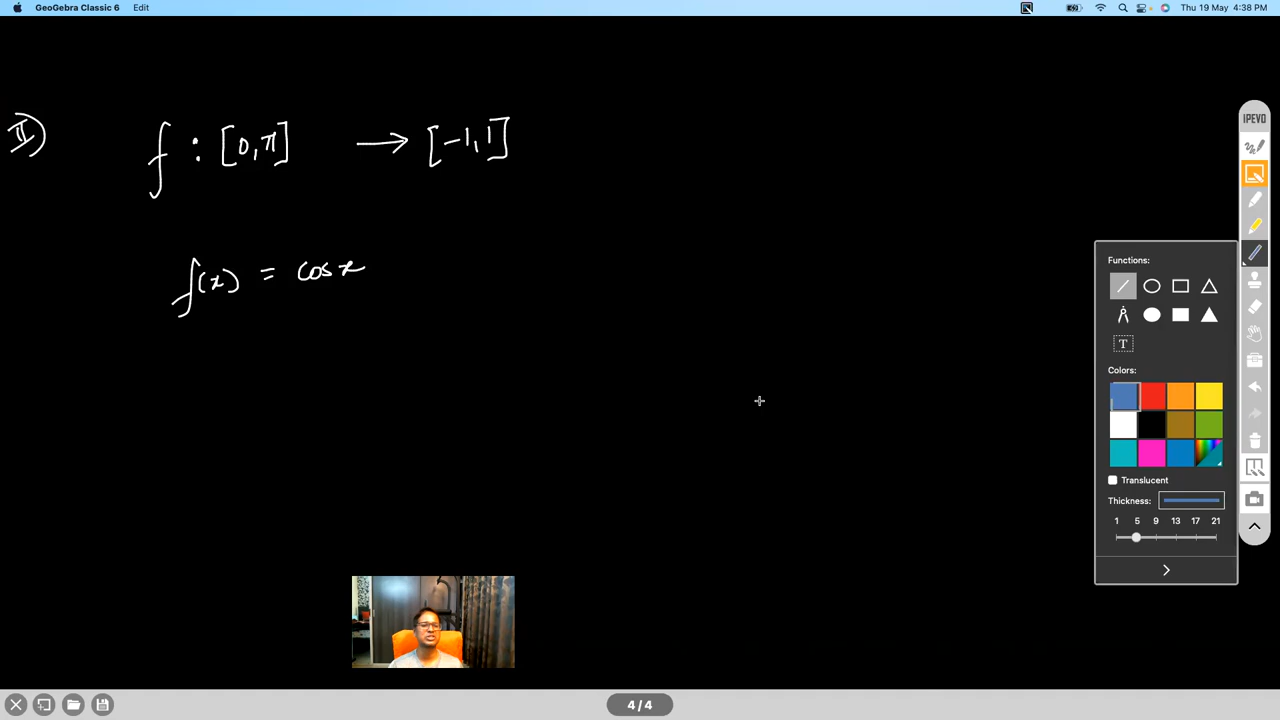 GeoGebra Classic 6 Edit Thu 19 May 4:38 PM
IPEVO
II) f : [0,π] → [-1,1]
f(x) = cos x
Functions:
T
Colors:
Translucent
Thickness:
1 5 9 13 17 21
4 / 4